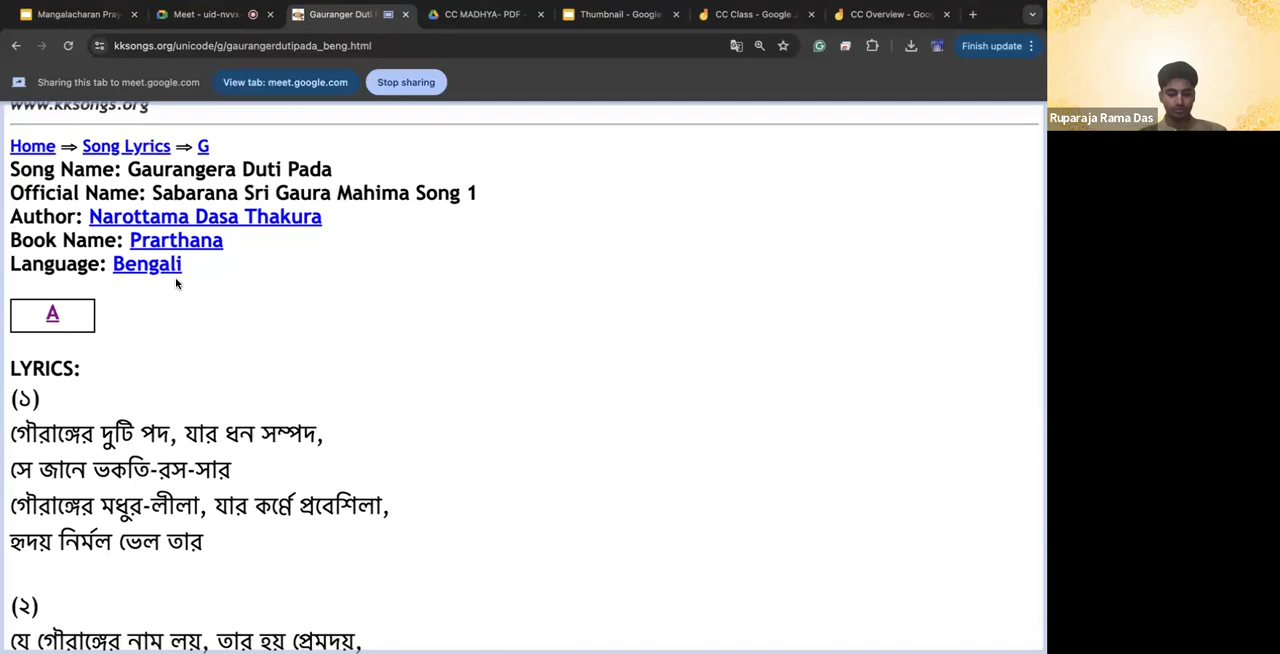 Mangalacharan Pray
Meet - uid-nvvx
Gauranger Duti
CC MADHYA- PDF -
Thumbnail - Google
CC Class - Google
CC Overview - Goog
kksongs.org/unicode/g/gaurangerdutipada_beng.html
Finish update
Sharing this tab to meet.google.com
View tab: meet.google.com
Stop sharing
Ruparaja Rama Das
www.kksongs.org
Home ⇒ Song Lyrics ⇒ G
Song Name: Gaurangera Duti Pada
Official Name: Sabarana Sri Gaura Mahima Song 1
Author: Narottama Dasa Thakura
Book Name: Prarthana
Language: Bengali
A
LYRICS:
(১)
গৌরাঙ্গের দুটি পদ, যার ধন সম্পদ,
সে জানে ভকতি-রস-সার
গৌরাঙ্গের মধুর-লীলা, যার কর্ণে প্রবেশিলা,
হৃদয় নির্মল ভেল তার
(২)
যে গৌরাঙ্গের নাম লয়, তার হয় প্রেমদয়,